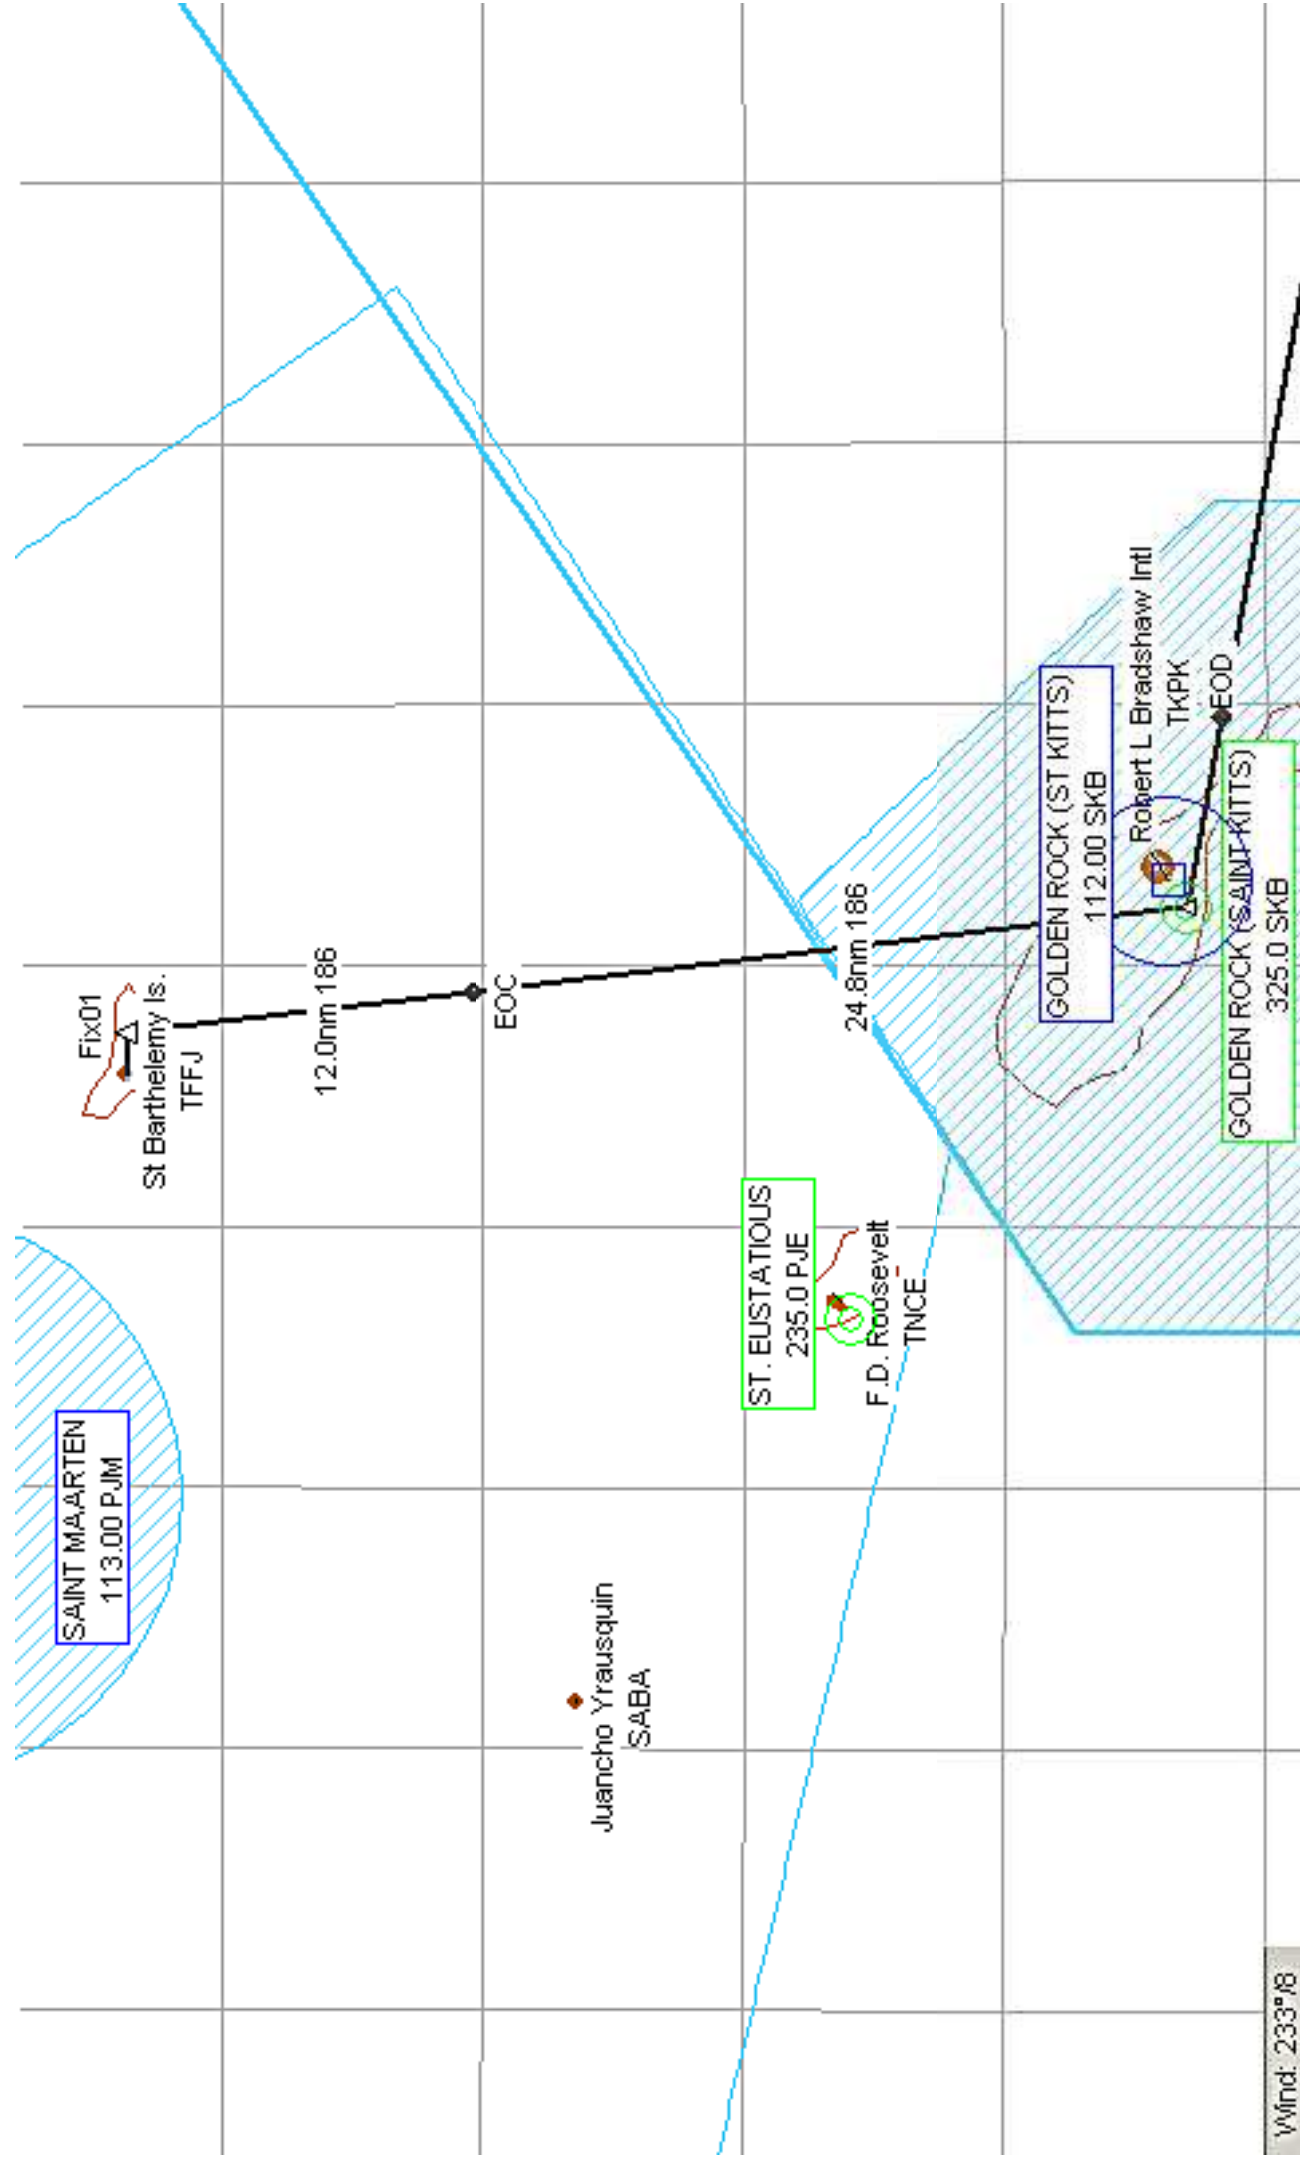 SAINT MAARTEN
113.00 PJM
Fix01
St Barthelemy Is.
TFFJ
12.0nm 186
EOC
Juancho Yrausquin
SABA
ST. EUSTATIOUS
235.0 PJE
F.D. Roosevelt
TNCE
24.8nm 186
GOLDEN ROCK (ST KITTS)
112.00 SKB
Robert L Bradshaw Intl
TKPK
EOD
GOLDEN ROCK (SAINT KITTS)
325.0 SKB
Wind: 233°/8